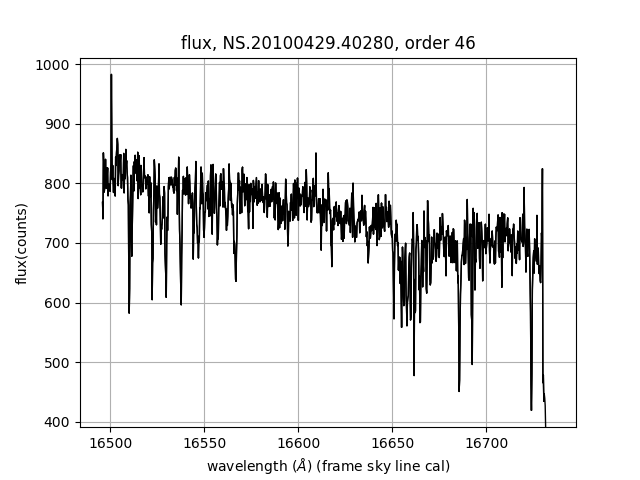 flux, NS.20100429.40280, order 46
1000
900
800
700
600
500
400
flux(counts)
16500 16550 16600 16650 16700
wavelength (Å) (frame sky line cal)